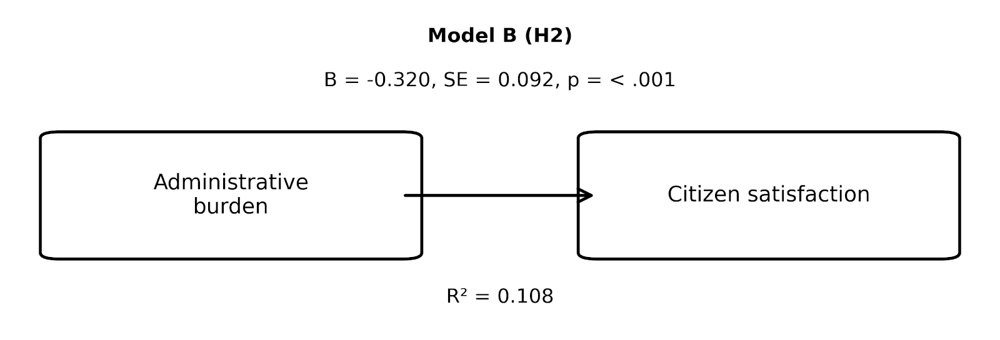 Model B (H2)
B = -0.320, SE = 0.092, p = < .001
Administrative
burden
Citizen satisfaction
R² = 0.108